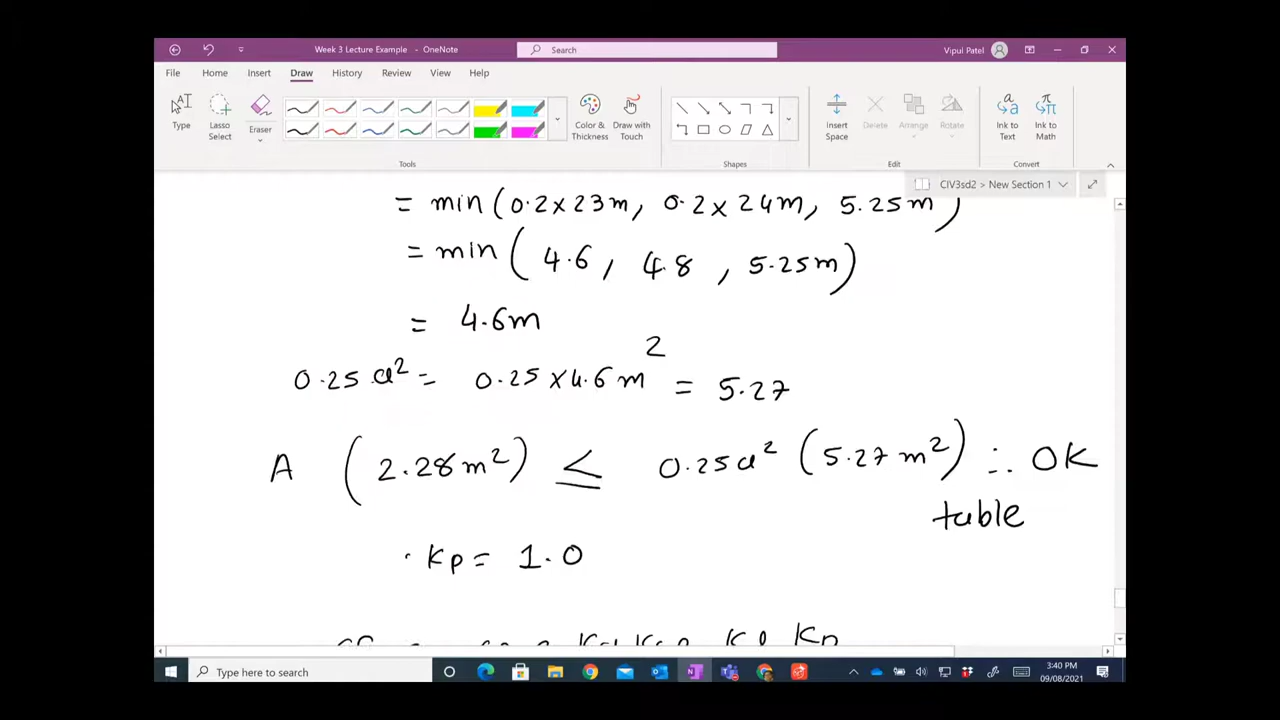 Week 3 Lecture Example - OneNote
Search
Vipul Patel
File Home Insert Draw History Review View Help
Type
Lasso Select
Eraser
Color & Thickness
Draw with Touch
Insert Space
Delete
Arrange
Rotate
Ink to Text
Ink to Math
Tools
Shapes
Edit
Convert
CIV3sd2 > New Section 1
= min (0.2 x 23m, 0.2 x 24m, 5.25m)
= min ( 4.6, 4.8, 5.25m)
= 4.6m
0.25 a² = 0.25 x 4.6 m² = 5.27
A (2.28m²) ≤ 0.25a² (5.27 m²) ∴ OK
table
. kp = 1.0
Type here to search
3:40 PM
09/08/2021